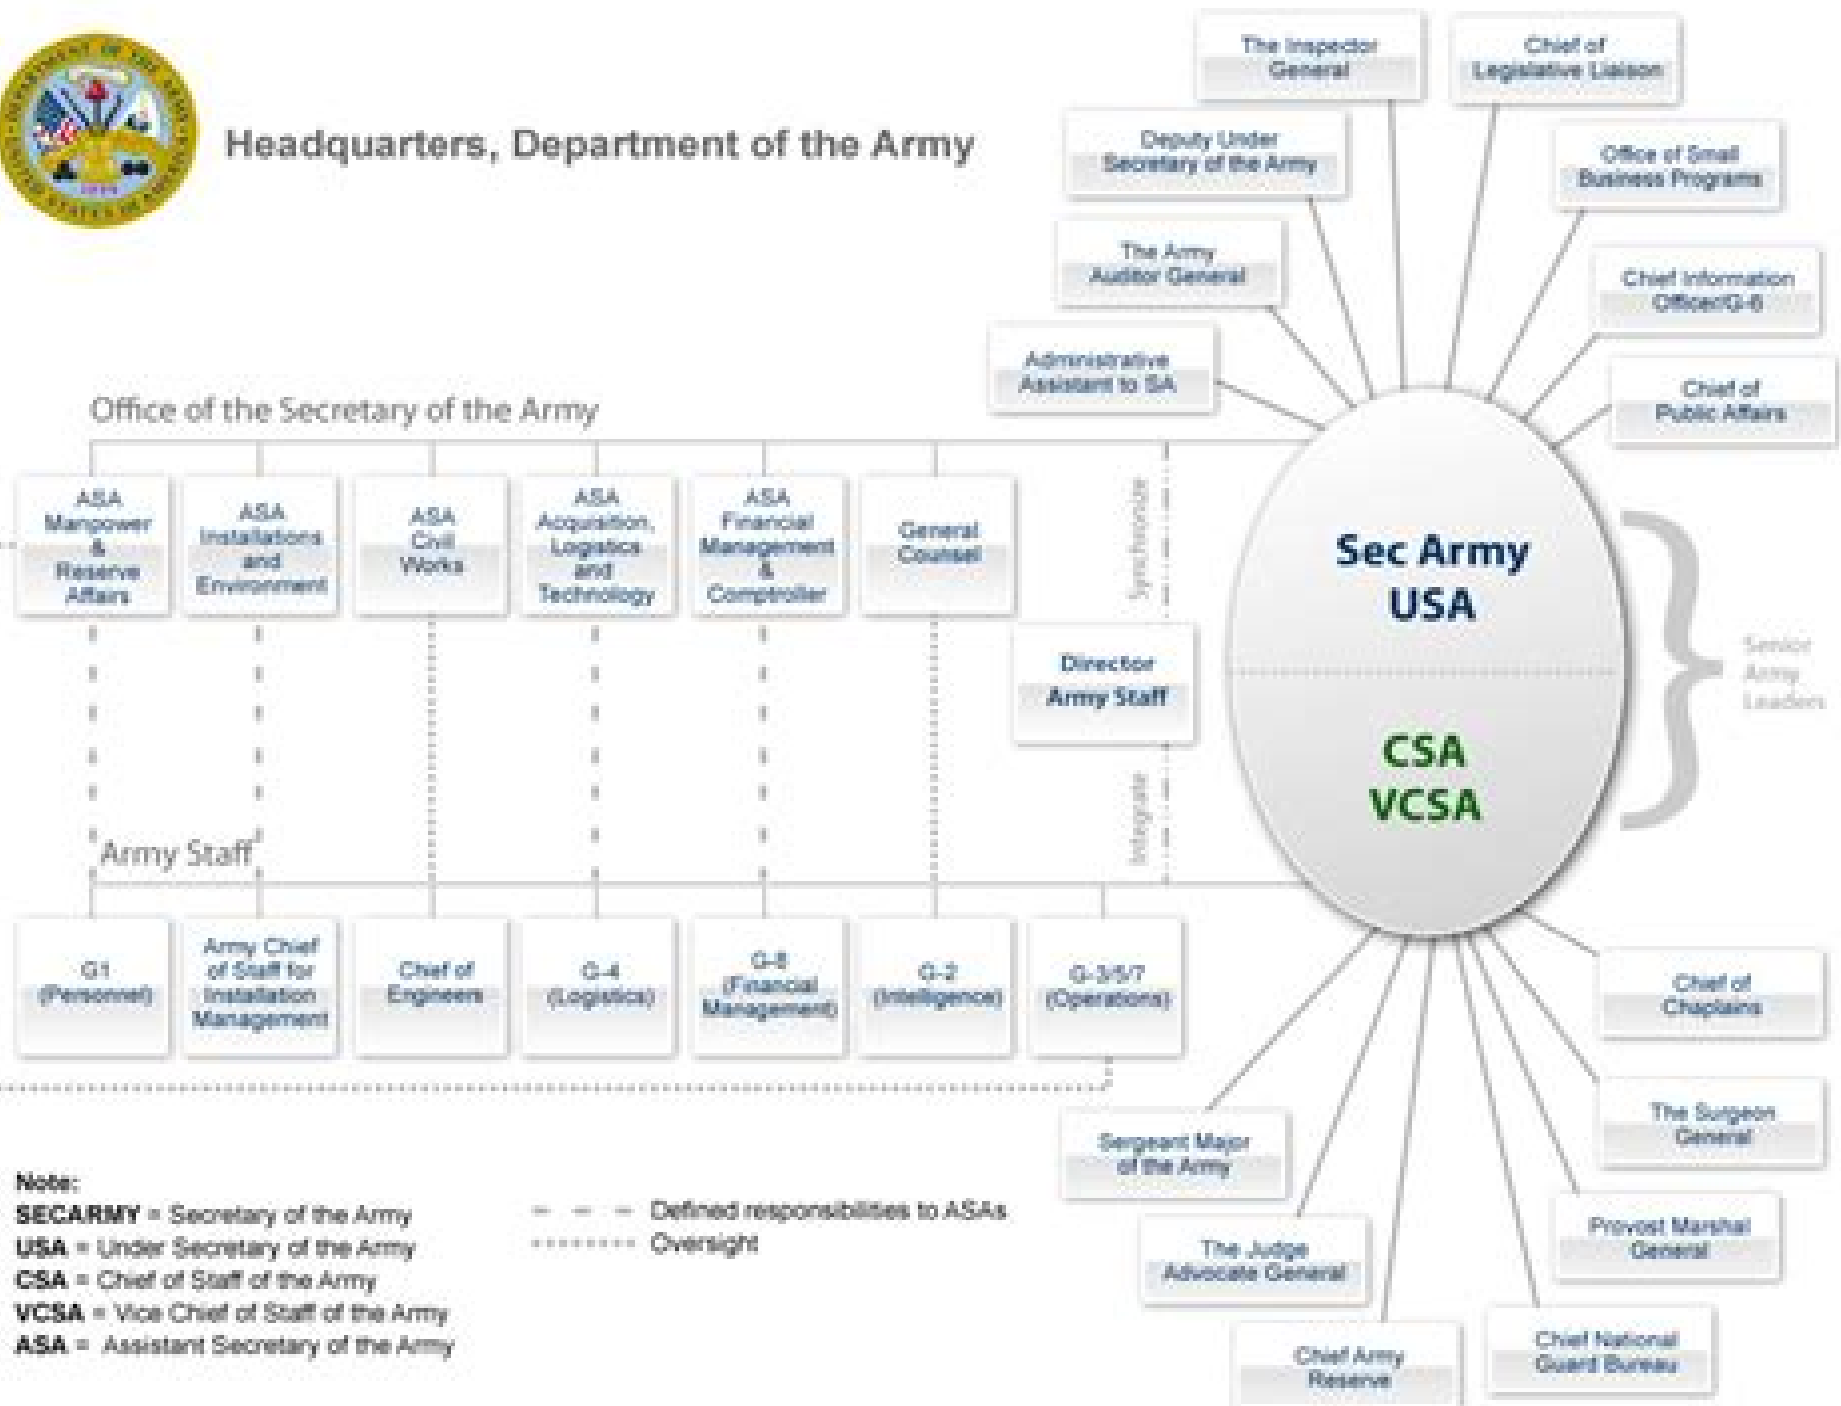 Headquarters, Department of the Army
The Inspector
General
Chief of
Legislative Liaison
Deputy Under
Secretary of the Army
Office of Small
Business Programs
The Army
Auditor General
Chief Information
Officer/G-6
Administrative
Assistant to SA
Chief of
Public Affairs
Office of the Secretary of the Army
ASA
Manpower
&
Reserve
Affairs
ASA
Installations
and
Environment
ASA
Civil
Works
ASA
Acquisition,
Logistics
and
Technology
ASA
Financial
Management
&
Comptroller
General
Counsel
Synchronize
Director
Army Staff
Integrate
Sec Army
USA
CSA
VCSA
Senior
Army
Leaders
Army Staff
G1
(Personnel)
Army Chief
of Staff for
Installation
Management
Chief of
Engineers
G-4
(Logistics)
G-8
(Financial
Management)
G-2
(Intelligence)
G-3/5/7
(Operations)
Chief of
Chaplains
The Surgeon
General
Sergeant Major
of the Army
Provost Marshal
General
The Judge
Advocate General
Chief National
Guard Bureau
Chief Army
Reserve
Note:
SECARMY = Secretary of the Army
USA = Under Secretary of the Army
CSA = Chief of Staff of the Army
VCSA = Vice Chief of Staff of the Army
ASA = Assistant Secretary of the Army
Defined responsibilities to ASAs
Oversight